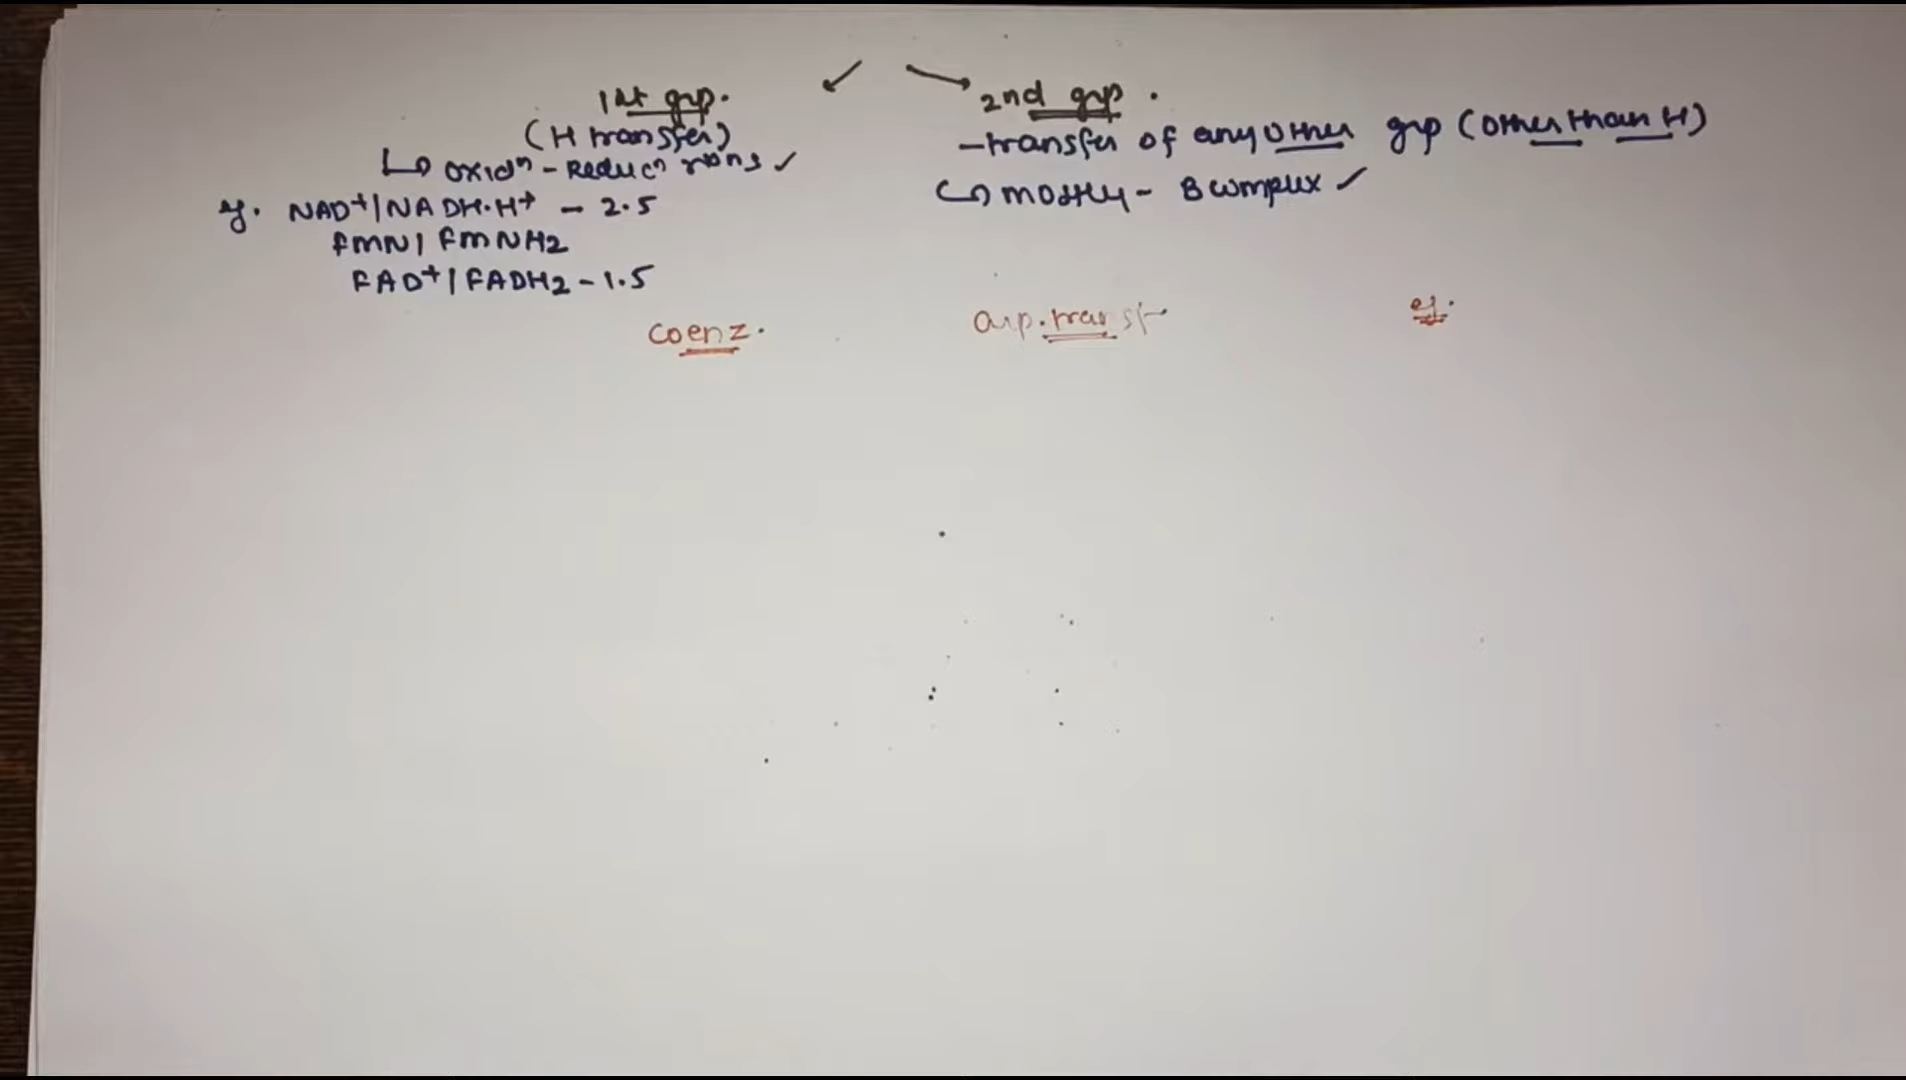 1st grp.
(H transfer)
↳ oxidⁿ - Reducⁿ rxns ✓
eg. NAD+/NADH.H+ - 2.5
FMN/FMNH2
FAD+/FADH2 - 1.5
2nd grp.
- transfer of any other grp (other than H)
↳ mostly - B complex ✓
coenz.
Grp. transf
eg.